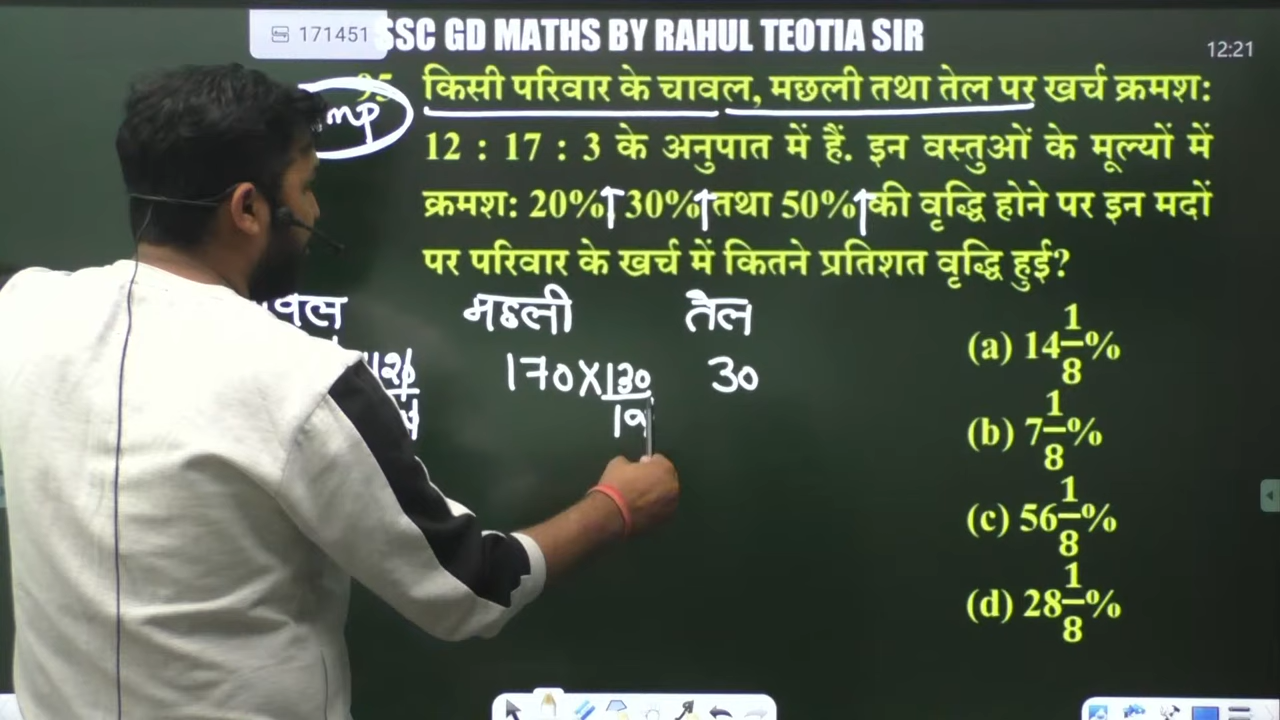 171451
SSC GD MATHS BY RAHUL TEOTIA SIR
12:21
95 किसी परिवार के चावल, मछली तथा तेल पर खर्च क्रमश:
12 : 17 : 3 के अनुपात में हैं. इन वस्तुओं के मूल्यों में
क्रमश: 20% 30% तथा 50% की वृद्धि होने पर इन मदों
पर परिवार के खर्च में कितने प्रतिशत वृद्धि हुई?
मछली तेल
170×130 30
(a) 14 1/8%
(b) 7 1/8%
(c) 56 1/8%
(d) 28 1/8%